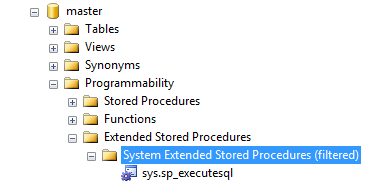 master
Tables
Views
Synonyms
Programmability
Stored Procedures
Functions
Extended Stored Procedures
System Extended Stored Procedures (filtered)
sys.sp_executesql